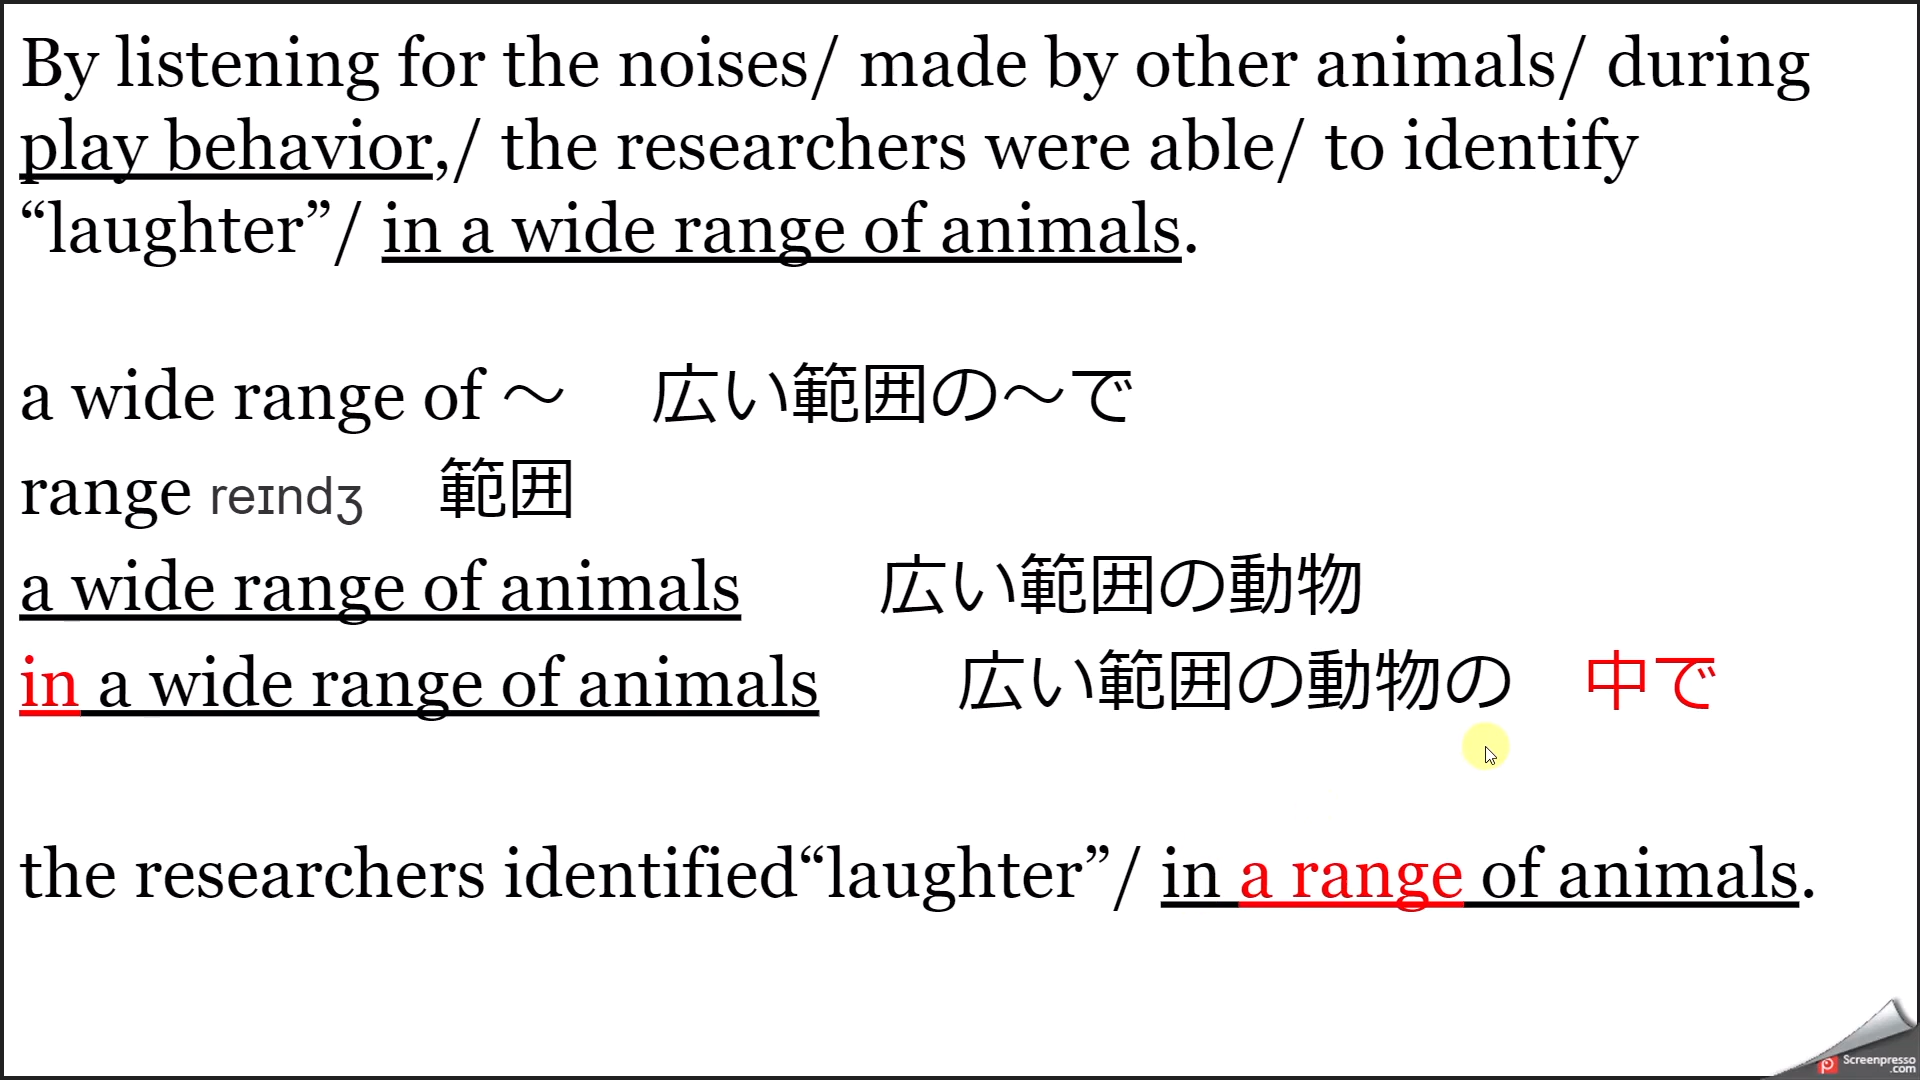 By listening for the noises/ made by other animals/ during
play behavior,/ the researchers were able/ to identify
“laughter”/ in a wide range of animals.
a wide range of ～　広い範囲の～で
range reɪndʒ　範囲
a wide range of animals　広い範囲の動物
in a wide range of animals　広い範囲の動物の　中で
the researchers identified“laughter”/ in a range of animals.
Screenpresso
.com